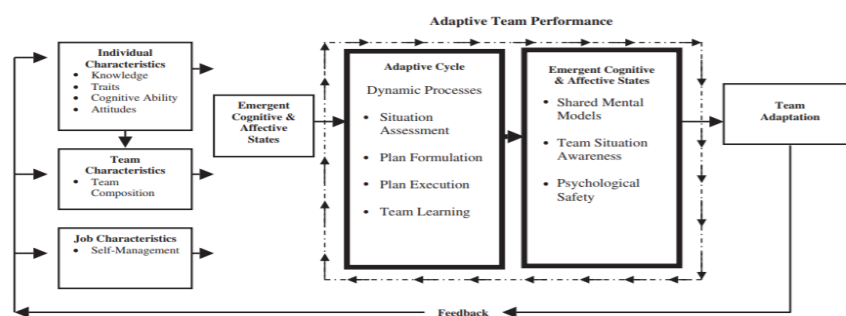 Adaptive Team Performance
Individual
Characteristics
• Knowledge
• Traits
• Cognitive Ability
• Attitudes
Team
Characteristics
• Team
Composition
Job Characteristics
• Self-Management
Emergent
Cognitive &
Affective
States
Adaptive Cycle
Dynamic Processes
• Situation
Assessment
• Plan Formulation
• Plan Execution
• Team Learning
Emergent Cognitive
& Affective States
• Shared Mental
Models
• Team Situation
Awareness
• Psychological
Safety
Team
Adaptation
Feedback